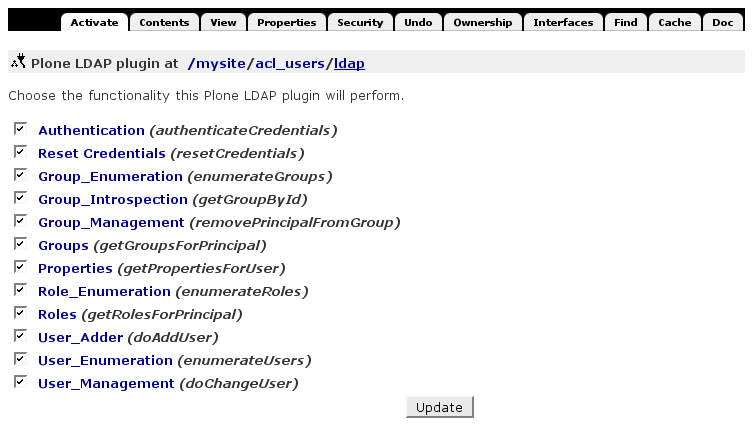 Activate Contents View Properties Security Undo Ownership Interfaces Find Cache Doc
Plone LDAP plugin at /mysite/acl_users/ldap
Choose the functionality this Plone LDAP plugin will perform.
Authentication (authenticateCredentials)
Reset Credentials (resetCredentials)
Group_Enumeration (enumerateGroups)
Group_Introspection (getGroupById)
Group_Management (removePrincipalFromGroup)
Groups (getGroupsForPrincipal)
Properties (getPropertiesForUser)
Role_Enumeration (enumerateRoles)
Roles (getRolesForPrincipal)
User_Adder (doAddUser)
User_Enumeration (enumerateUsers)
User_Management (doChangeUser)
Update